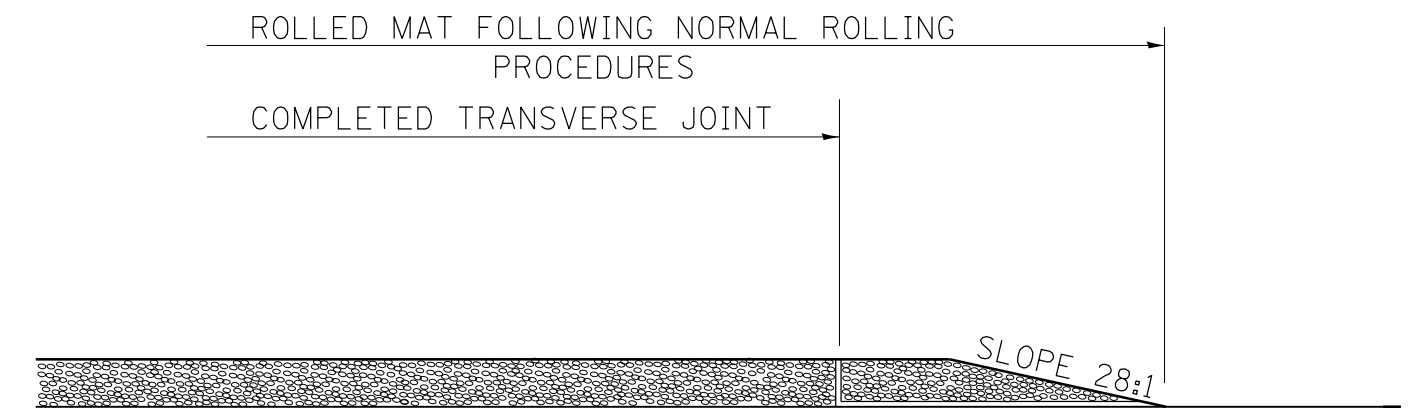 ROLLED MAT FOLLOWING NORMAL ROLLING
PROCEDURES
COMPLETED TRANSVERSE JOINT
SLOPE 28:1